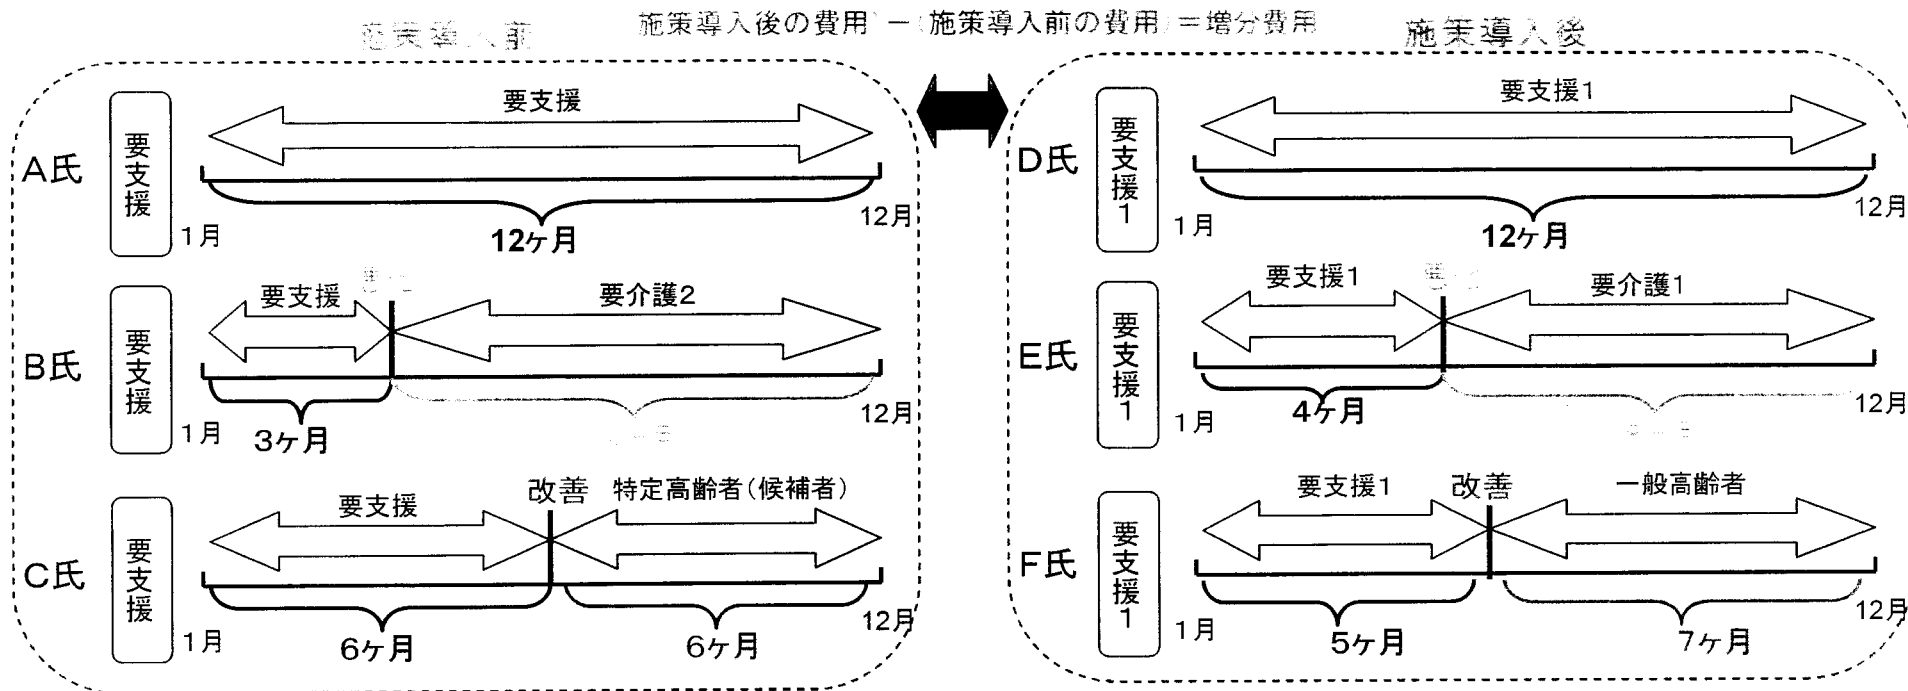 施策導入後の費用 − (施策導入前の費用) = 増分費用
施策導入前
A氏
要支援
要支援
1月
12ヶ月
12月
B氏
要支援
要支援
要介護2
1月
3ヶ月
12月
C氏
要支援
要支援
改善
特定高齢者(候補者)
1月
6ヶ月
6ヶ月
12月
施策導入後
D氏
要支援1
要支援1
1月
12ヶ月
12月
E氏
要支援1
要支援1
要介護1
1月
4ヶ月
12月
F氏
要支援1
要支援1
改善
一般高齢者
1月
5ヶ月
7ヶ月
12月